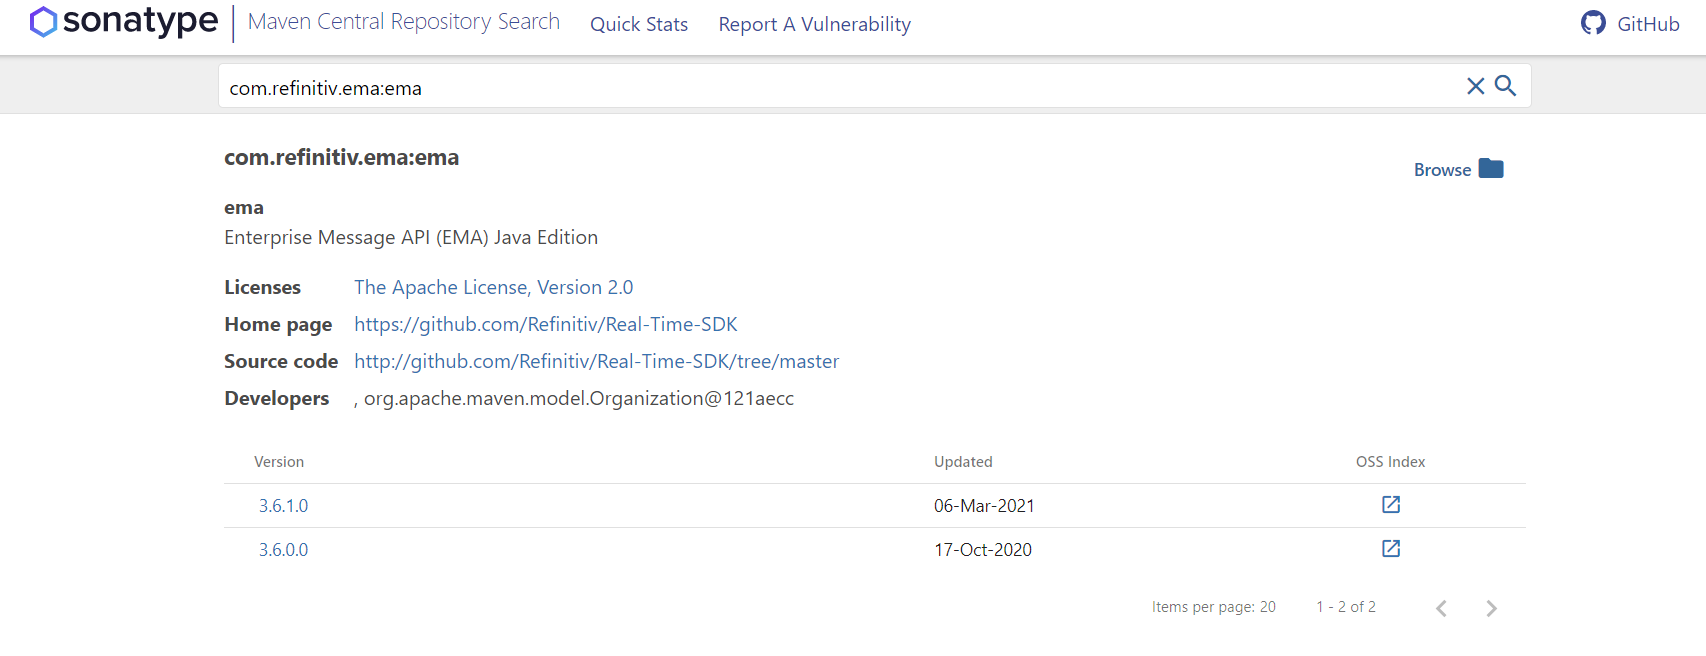 sonatype Maven Central Repository Search Quick Stats Report A Vulnerability GitHub
com.refinitiv.ema:ema
com.refinitiv.ema:ema
Browse
ema
Enterprise Message API (EMA) Java Edition
Licenses The Apache License, Version 2.0
Home page https://github.com/Refinitiv/Real-Time-SDK
Source code http://github.com/Refinitiv/Real-Time-SDK/tree/master
Developers , org.apache.maven.model.Organization@121aecc
Version Updated OSS Index
3.6.1.0 06-Mar-2021
3.6.0.0 17-Oct-2020
Items per page: 20 1 - 2 of 2